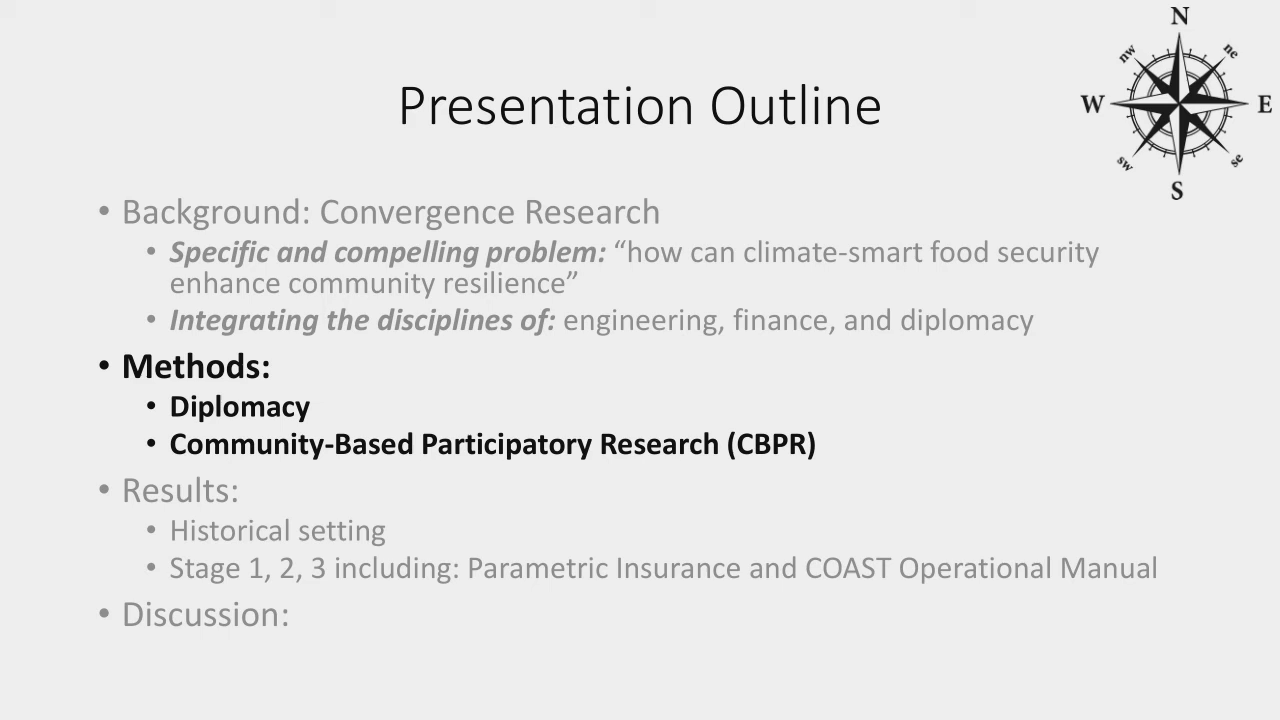 N
nw
ne
W
E
sw
se
S
Presentation Outline
• Background: Convergence Research
• Specific and compelling problem: “how can climate-smart food security
enhance community resilience”
• Integrating the disciplines of: engineering, finance, and diplomacy
• Methods:
• Diplomacy
• Community-Based Participatory Research (CBPR)
• Results:
• Historical setting
• Stage 1, 2, 3 including: Parametric Insurance and COAST Operational Manual
• Discussion: